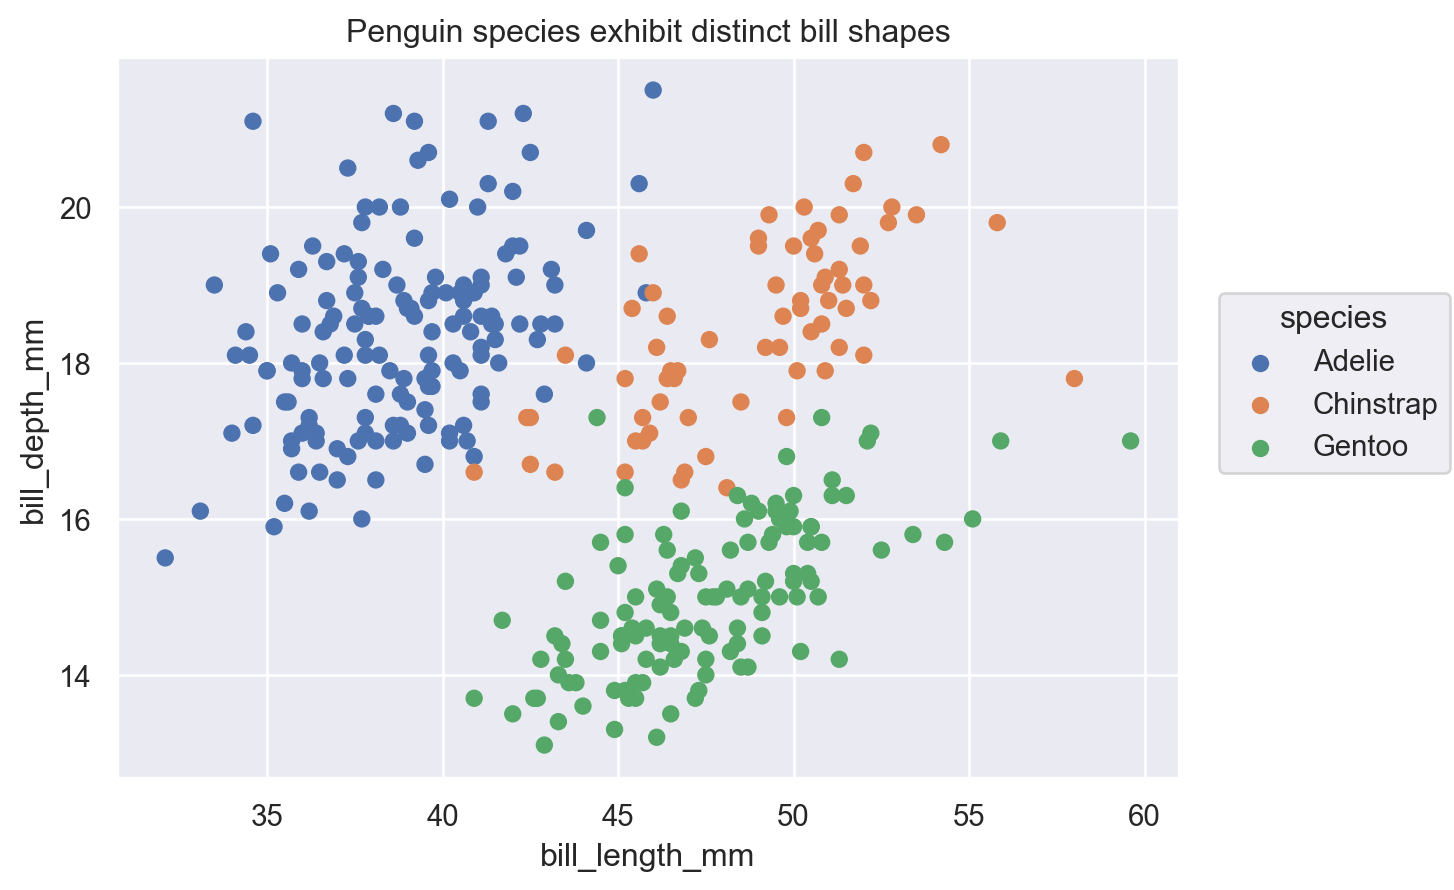 Penguin species exhibit distinct bill shapes
bill_depth_mm
20
18
16
14
35
40
45
50
55
60
bill_length_mm
species
Adelie
Chinstrap
Gentoo